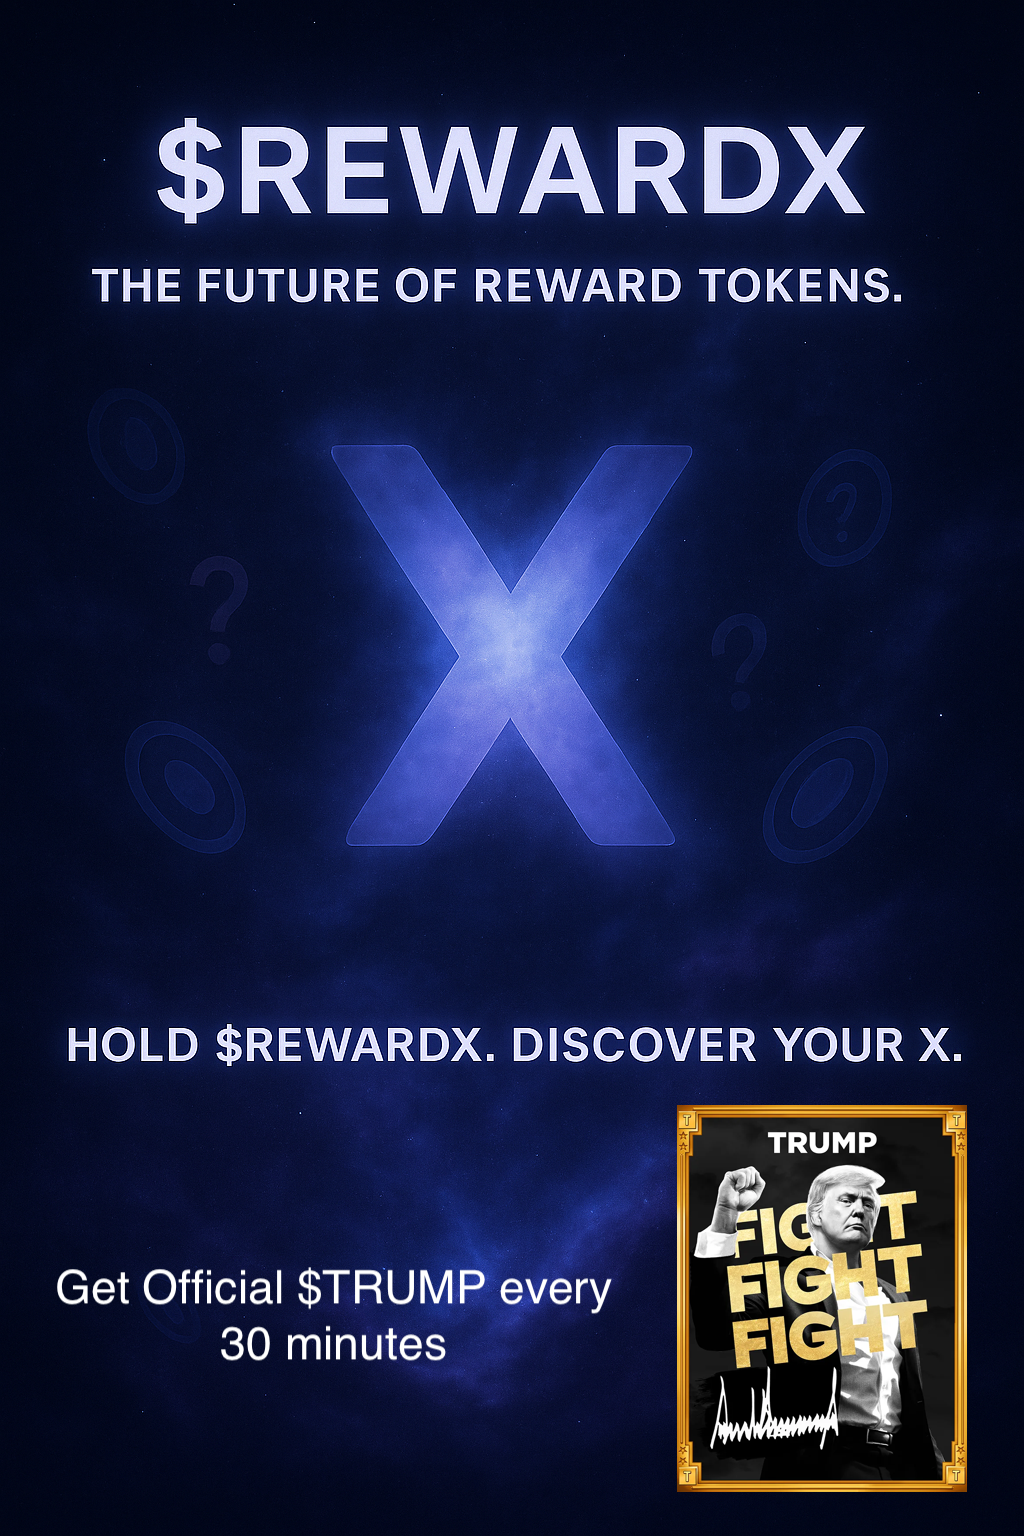 $REWARDX
THE FUTURE OF REWARD TOKENS.
X
?
?
?
HOLD $REWARDX. DISCOVER YOUR X.
TRUMP
FIGHT
FIGHT
FIGHT
Get Official $TRUMP every
30 minutes
T
T
T
T